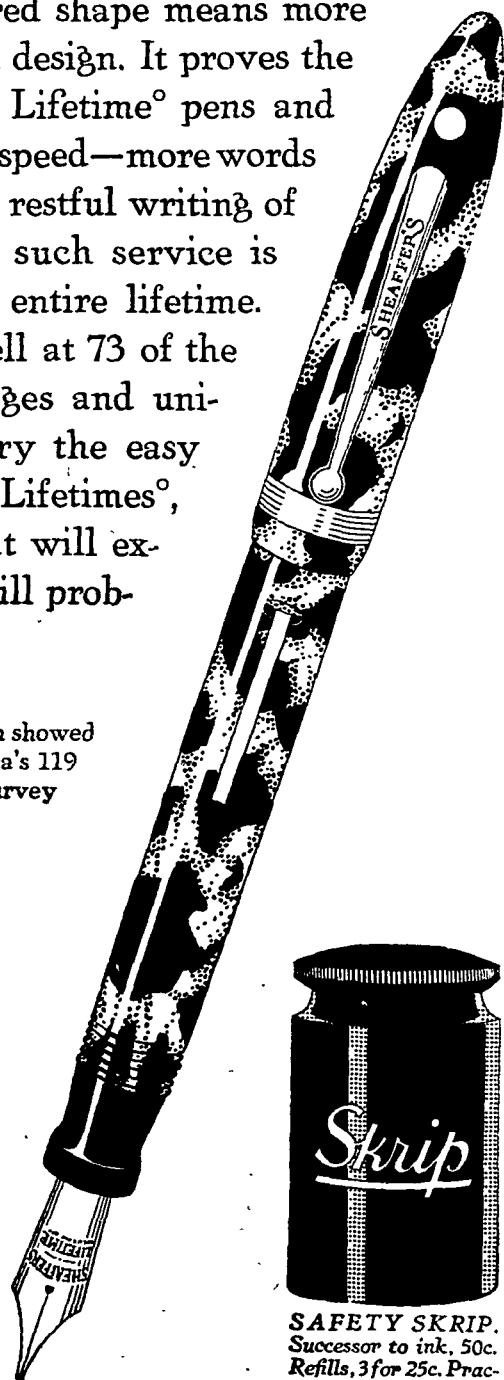 red shape means more
design. It proves the
Lifetime° pens and
speed—more words
restful writing of
such service is
entire lifetime.
ell at 73 of the
ges and uni-
ry the easy
Lifetimes°,
t will ex-
ill prob-
showed
a's 119
rvey
SHEAFFER'S
SHEAFFER'S
LIFETIME
Skrip
SAFETY SKRIP.
Successor to ink, 50c.
Refills, 3 for 25c. Prac-